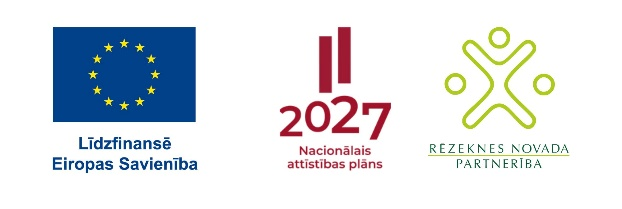 Līdzfinansē
Eiropas Savienība
2027
Nacionālais
attīstības plāns
RĒZEKNES NOVADA
PARTNERĪBA